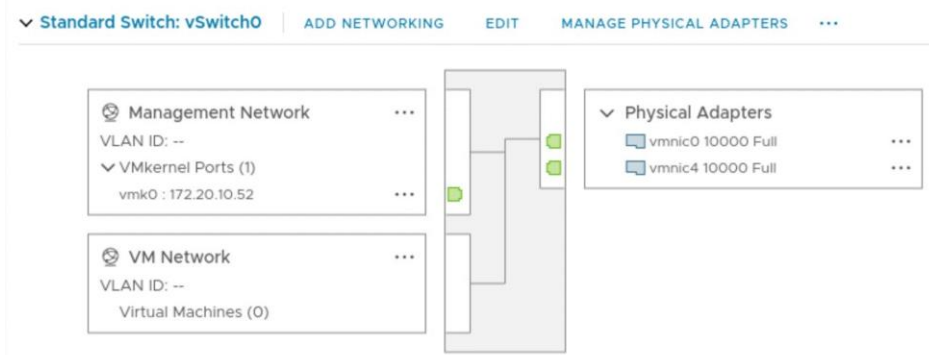 Standard Switch: vSwitch0 ADD NETWORKING EDIT MANAGE PHYSICAL ADAPTERS ...
Management Network ...
VLAN ID: --
VMkernel Ports (1)
vmk0 : 172.20.10.52 ...
VM Network ...
VLAN ID: --
Virtual Machines (0)
Physical Adapters
vmnic0 10000 Full ...
vmnic4 10000 Full ...